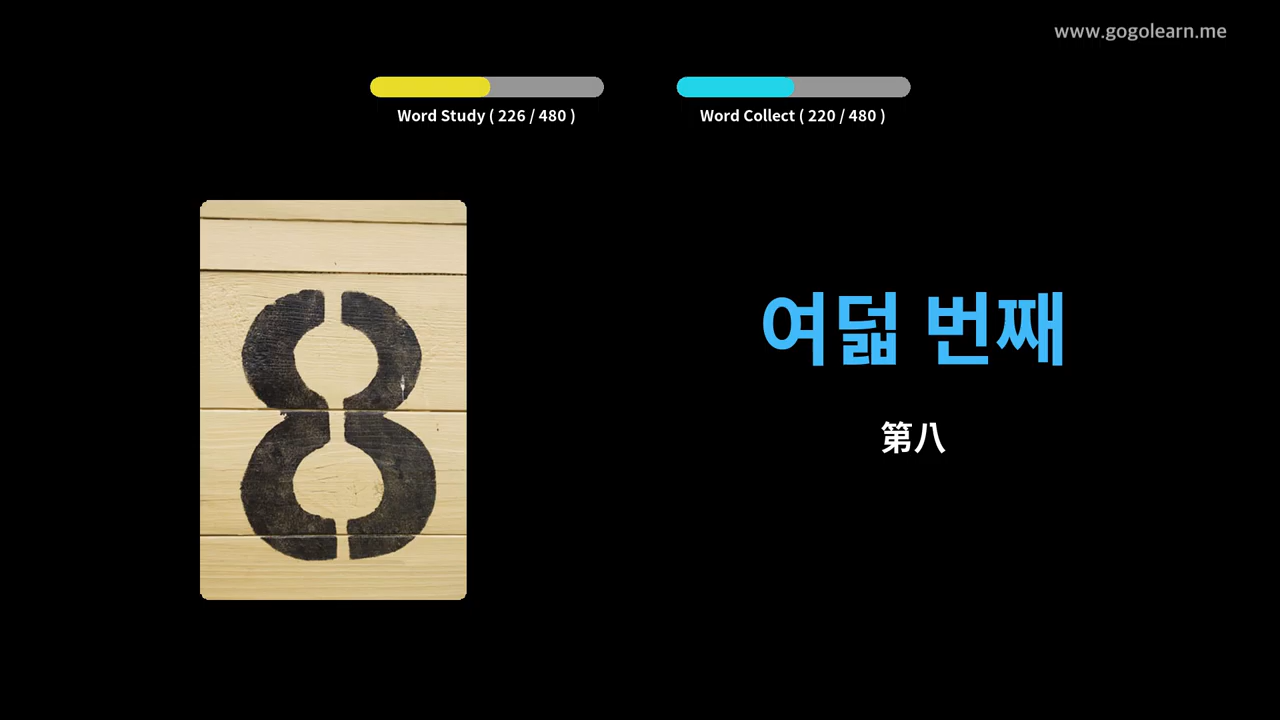 www.gogolearn.me
Word Study ( 226 / 480 )
Word Collect ( 220 / 480 )
8
여덟 번째
第八